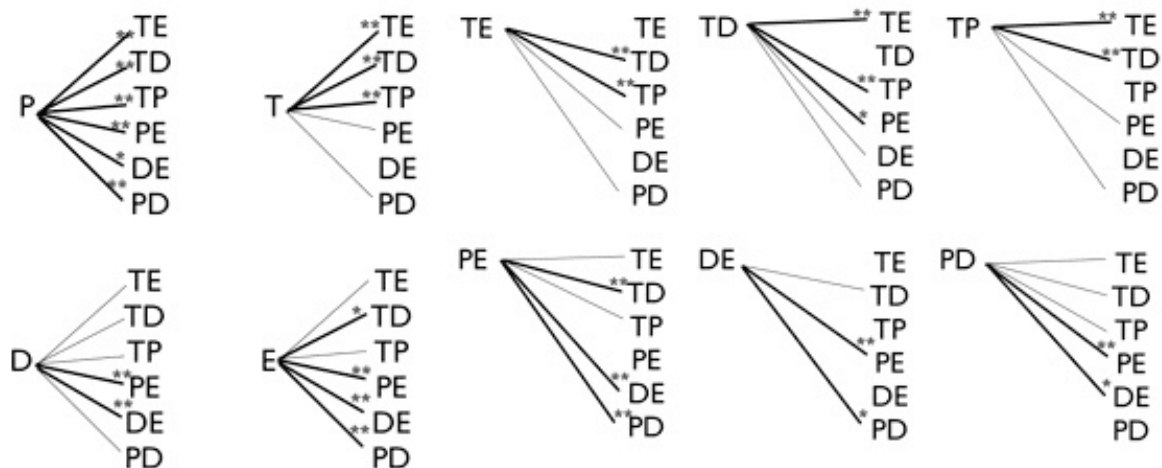 P
** TE
** TD
** TP
** PE
* DE
** PD
T
** TE
** TD
** TP
PE
DE
PD
TE
TE
** TD
** TP
PE
DE
PD
TD
** TE
TD
** TP
* PE
DE
PD
TP
** TE
** TD
TP
PE
DE
PD
D
TE
TD
TP
** PE
** DE
PD
E
TE
* TD
TP
** PE
** DE
** PD
PE
TE
** TD
TP
PE
** DE
** PD
DE
TE
TD
TP
** PE
DE
* PD
PD
TE
TD
TP
** PE
* DE
PD